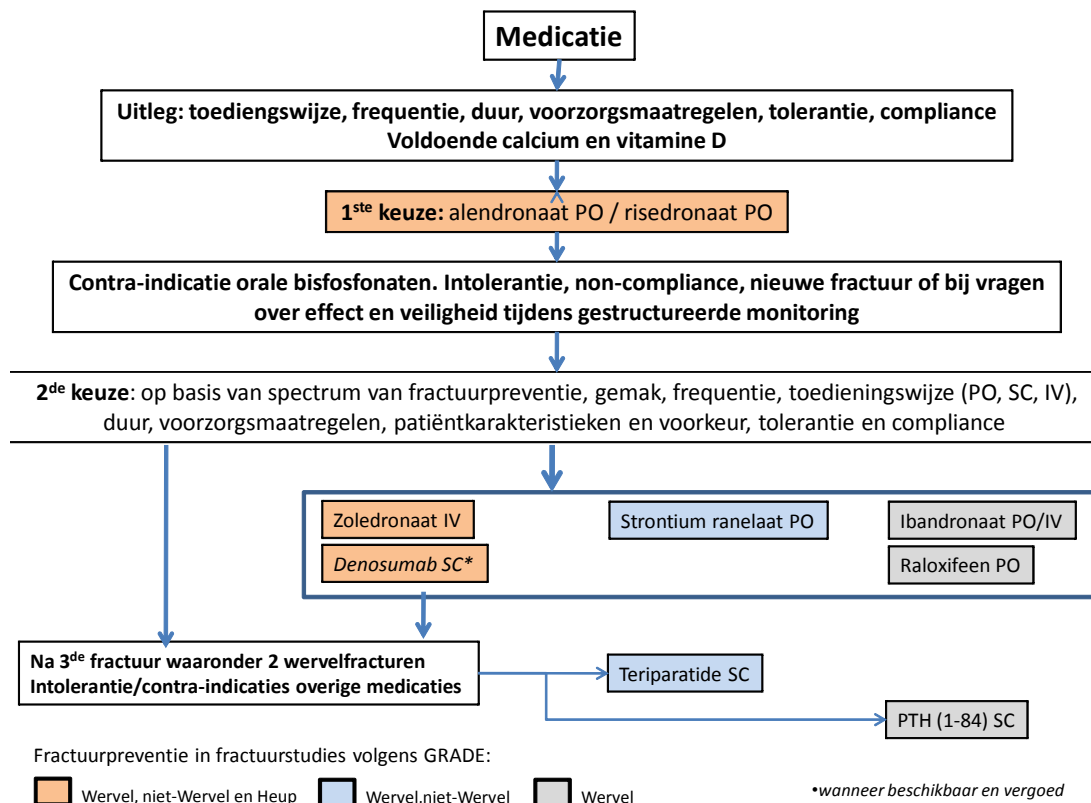 Medicatie
Uitleg: toediengswijze, frequentie, duur, voorzorgsmaatregelen, tolerantie, compliance
Voldoende calcium en vitamine D
1ste keuze: alendronaat PO / risedronaat PO
Contra-indicatie orale bisfosfonaten. Intolerantie, non-compliance, nieuwe fractuur of bij vragen
over effect en veiligheid tijdens gestructureerde monitoring
2de keuze: op basis van spectrum van fractuurpreventie, gemak, frequentie, toedieningswijze (PO, SC, IV),
duur, voorzorgsmaatregelen, patiëntkarakteristieken en voorkeur, tolerantie en compliance
Zoledronaat IV
Strontium ranelaat PO
Ibandronaat PO/IV
Denosumab SC*
Raloxifeen PO
Na 3de fractuur waaronder 2 wervelfracturen
Intolerantie/contra-indicaties overige medicaties
Teriparatide SC
PTH (1-84) SC
Fractuurpreventie in fractuurstudies volgens GRADE:
Wervel, niet-Wervel en Heup
Wervel,niet-Wervel
Wervel
•wanneer beschikbaar en vergoed